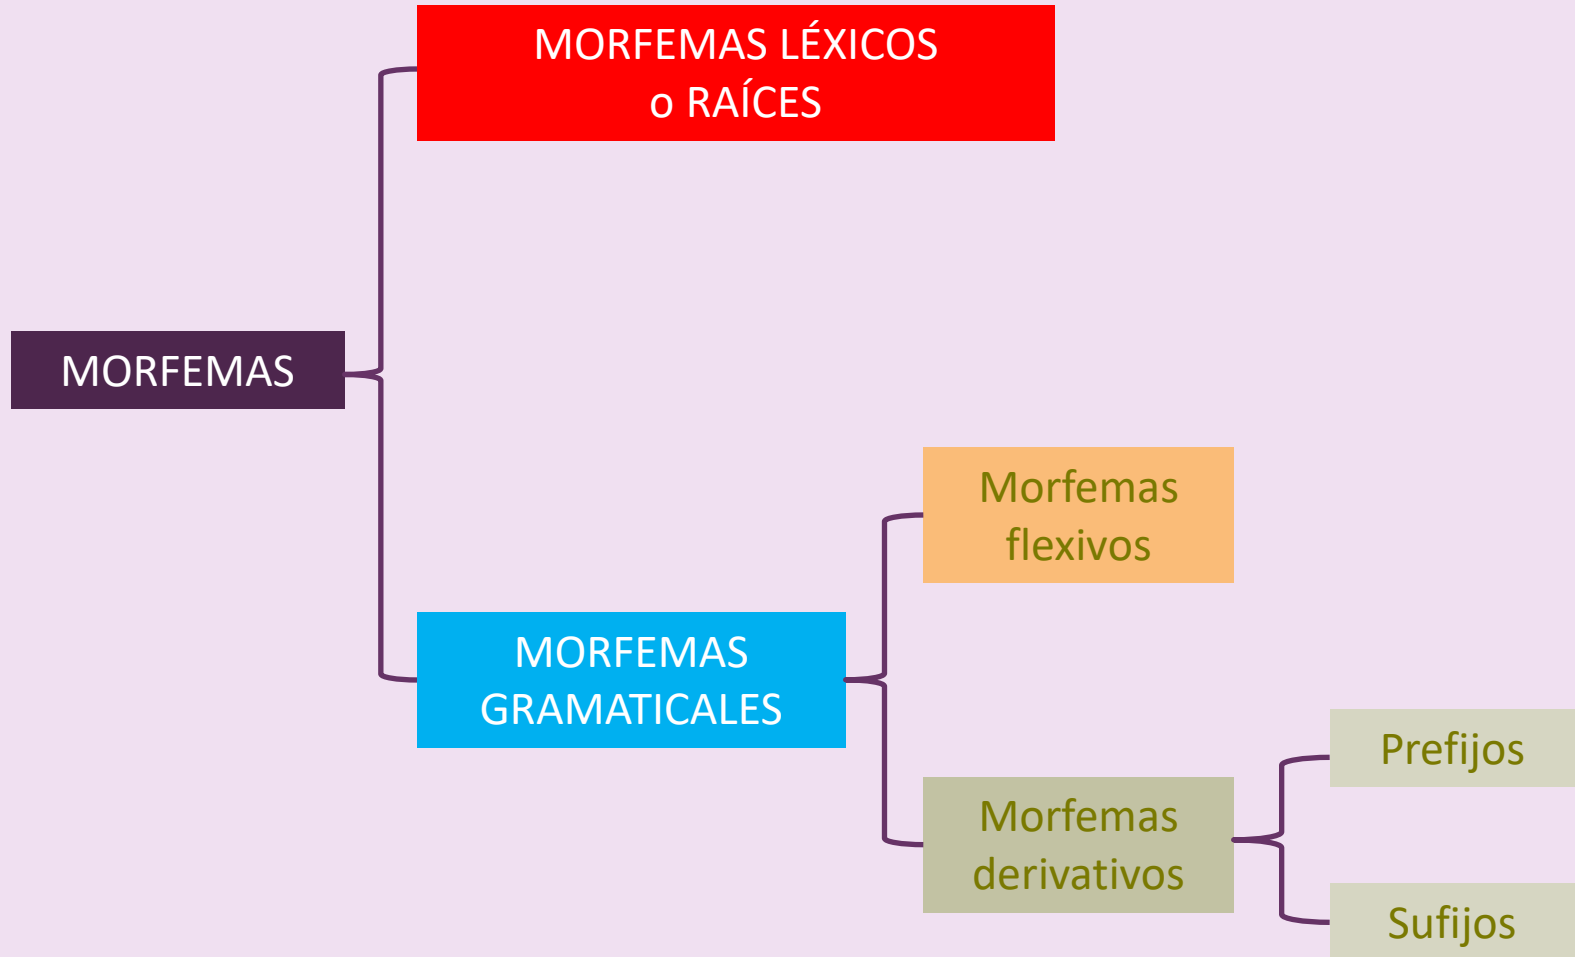 MORFEMAS LÉXICOS
o RAÍCES
MORFEMAS
Morfemas
flexivos
MORFEMAS
GRAMATICALES
Prefijos
Morfemas
derivativos
Sufijos